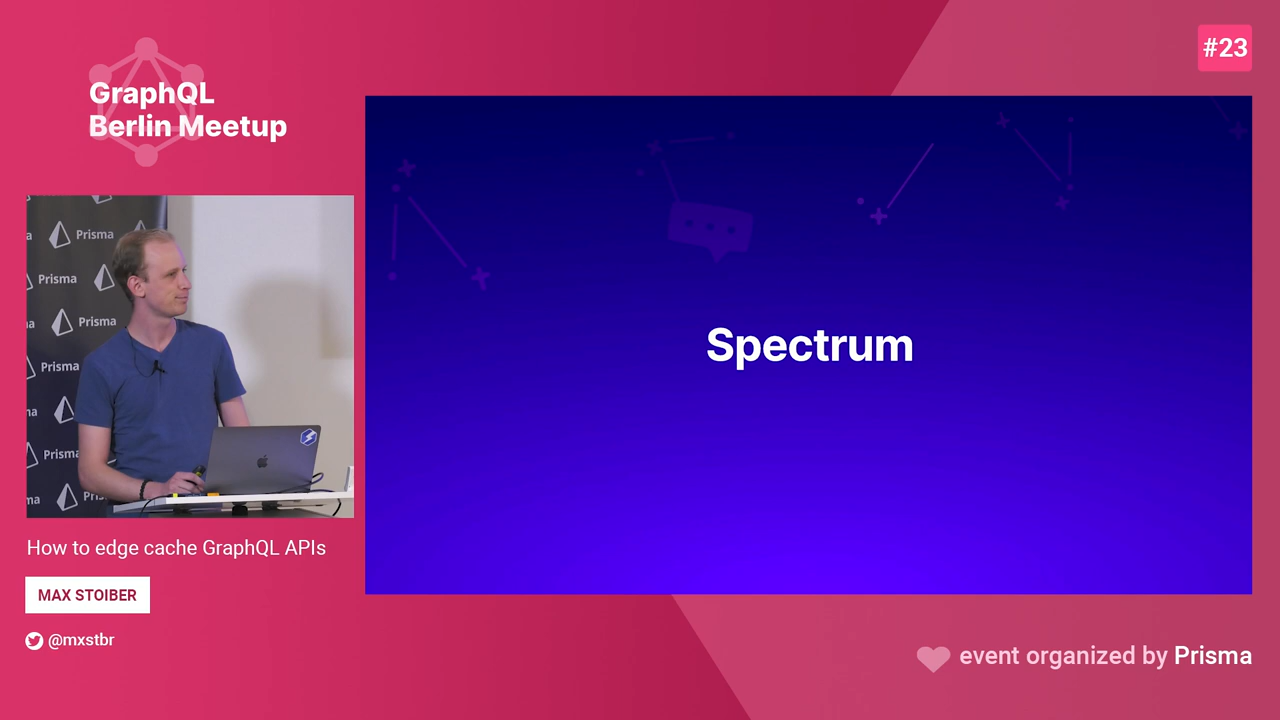 #23
GraphQL
Berlin Meetup
Prisma
Prisma
Prisma
Prisma
Prisma
Spectrum
How to edge cache GraphQL APIs
MAX STOIBER
@mxstbr
event organized by Prisma